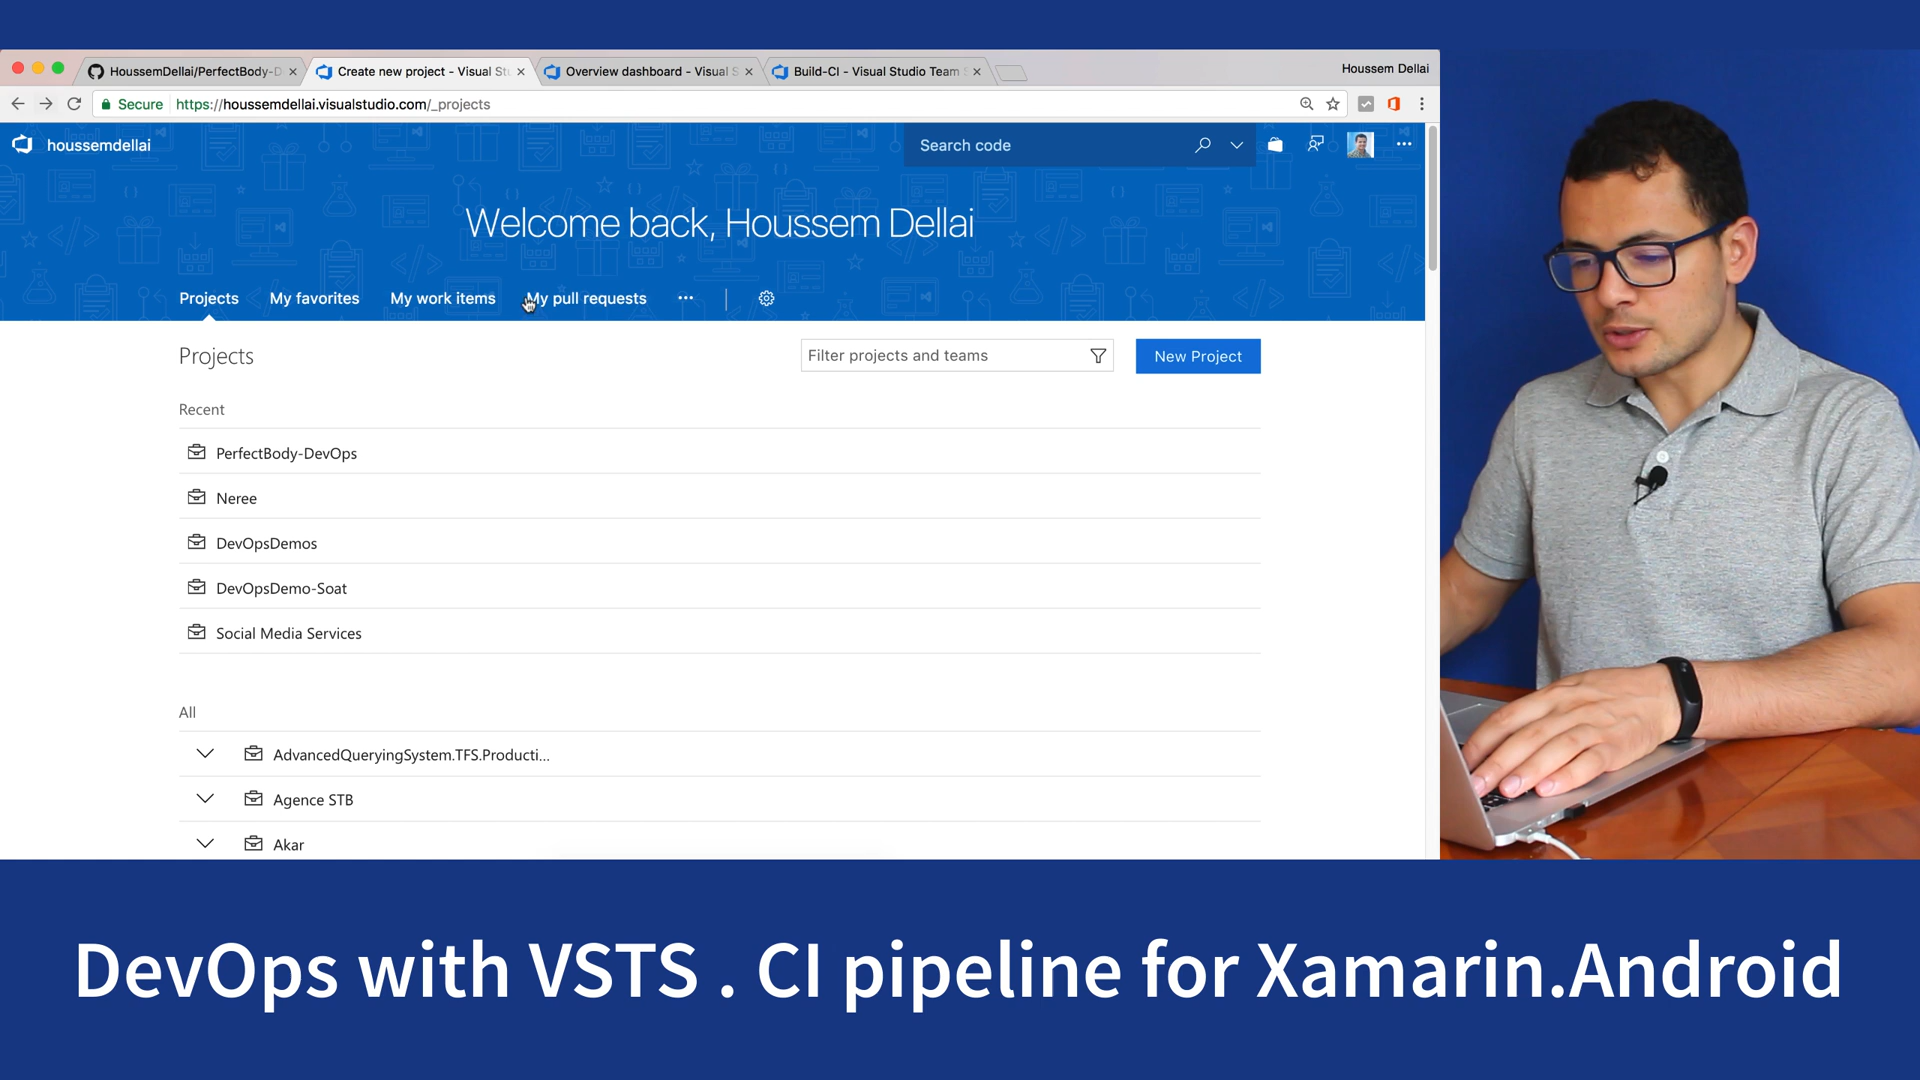 HoussemDellai/PerfectBody-D
Create new project - Visual St
Overview dashboard - Visual S
Build-CI - Visual Studio Team
Houssem Dellai
Secure
https://houssemdellai.visualstudio.com/_projects
houssemdellai
Search code
Welcome back, Houssem Dellai
Projects
My favorites
My work items
My pull requests
Projects
Filter projects and teams
New Project
Recent
PerfectBody-DevOps
Neree
DevOpsDemos
DevOpsDemo-Soat
Social Media Services
All
AdvancedQueryingSystem.TFS.Producti...
Agence STB
Akar
DevOps with VSTS . CI pipeline for Xamarin.Android